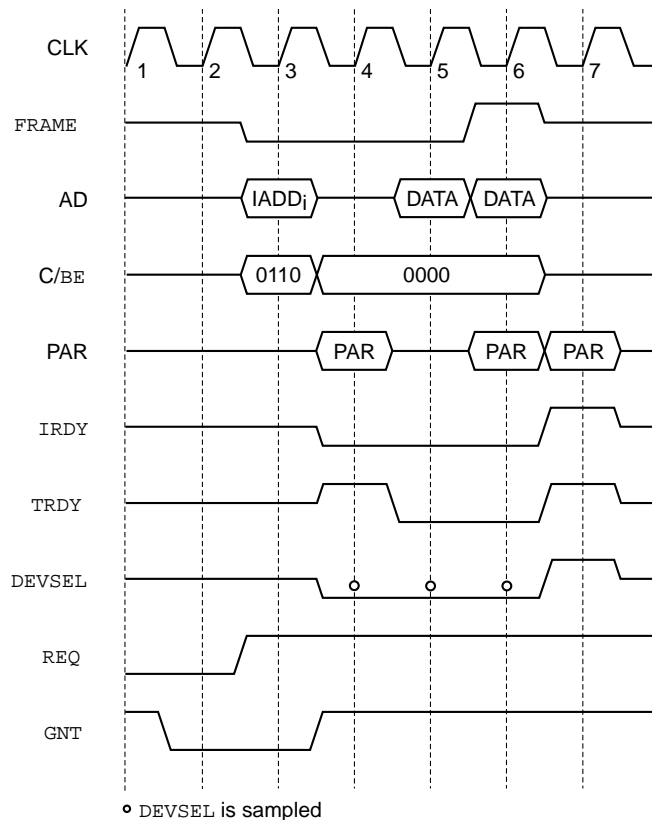 CLK
1 2 3 4 5 6 7
FRAME
AD IADDi DATA DATA
C/BE 0110 0000
PAR PAR PAR PAR
IRDY
TRDY
DEVSEL
REQ
GNT
DEVSEL is sampled